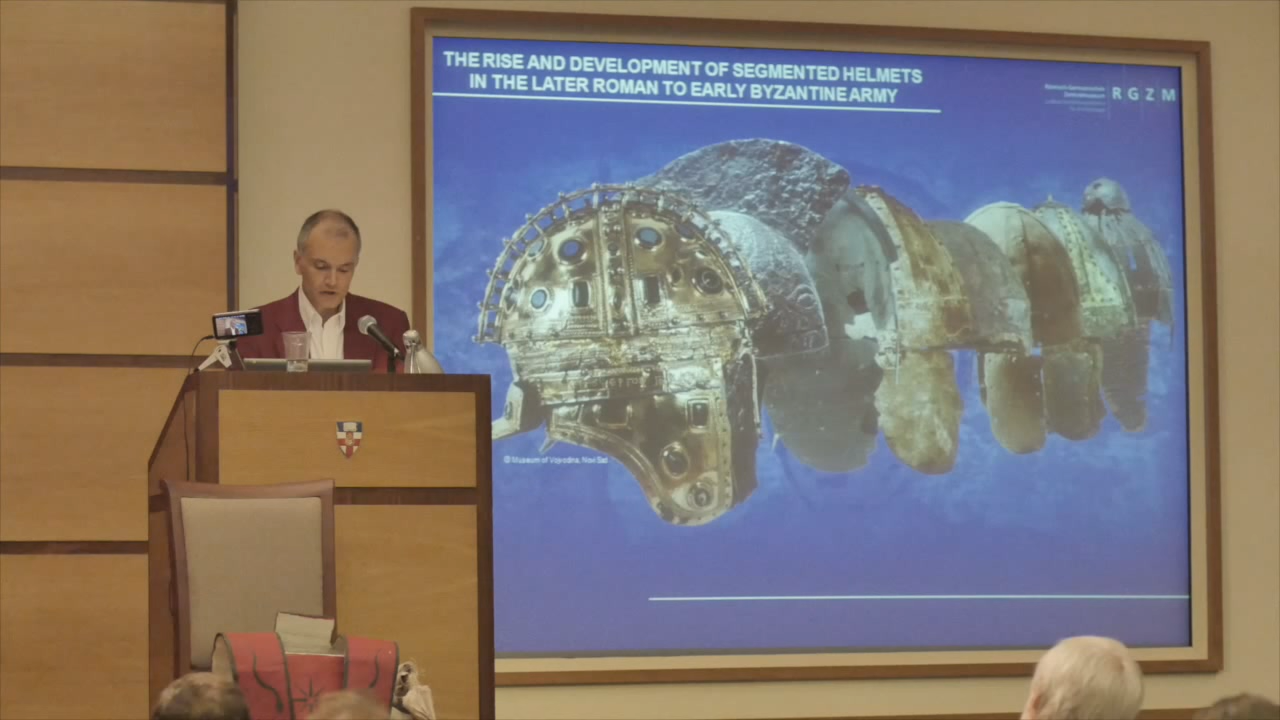 THE RISE AND DEVELOPMENT OF SEGMENTED HELMETS
IN THE LATER ROMAN TO EARLY BYZANTINE ARMY
R G Z M
© Museum of Vojvodina, Novi Sad